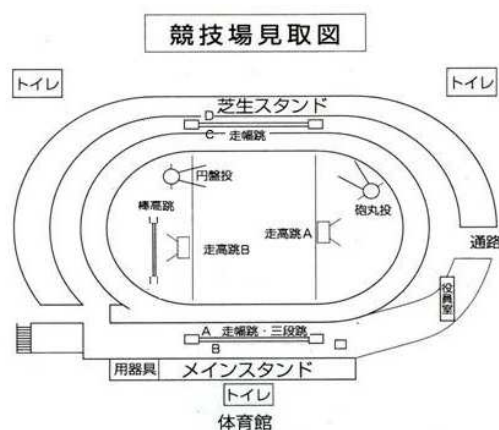 競技場見取図
トイレ
トイレ
芝生スタンド
D
C 走幅跳
円盤投
砲丸投
棒高跳
走高跳B
走高跳A
通路
役員室
A 走幅跳・三段跳
B
用器具
メインスタンド
トイレ
体育館